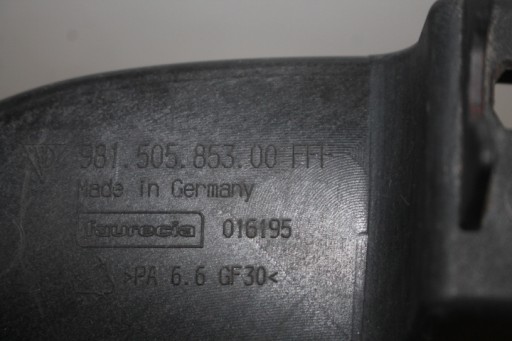 981.505.853.00 FFF
Made in Germany
faurecia 016195
>PA 6.6 GF30<